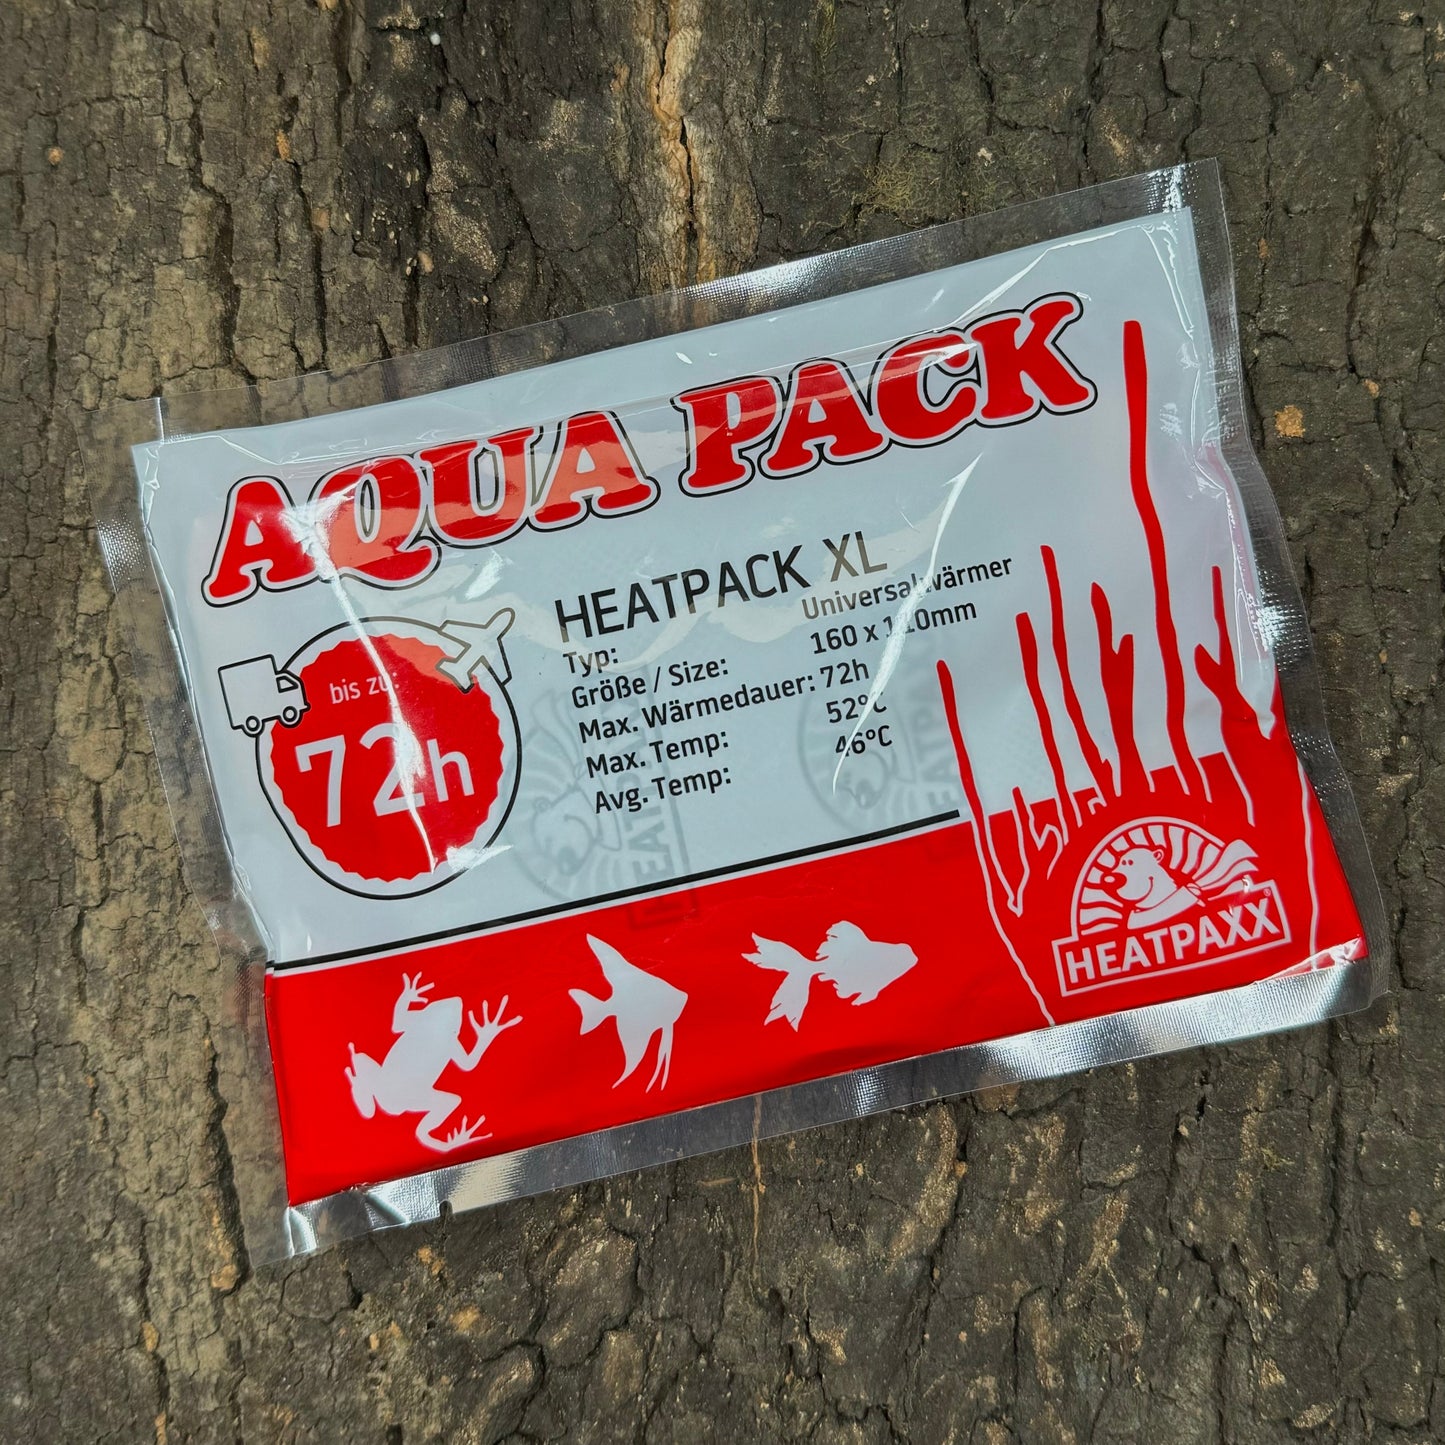 AQUA PACK
HEATPACK XL
Typ: Universalwärmer
Größe / Size: 160 x 110mm
Max. Wärmedauer: 72h
Max. Temp: 52°C
Avg. Temp: 46°C
bis zu:
72h
HEATPAXX